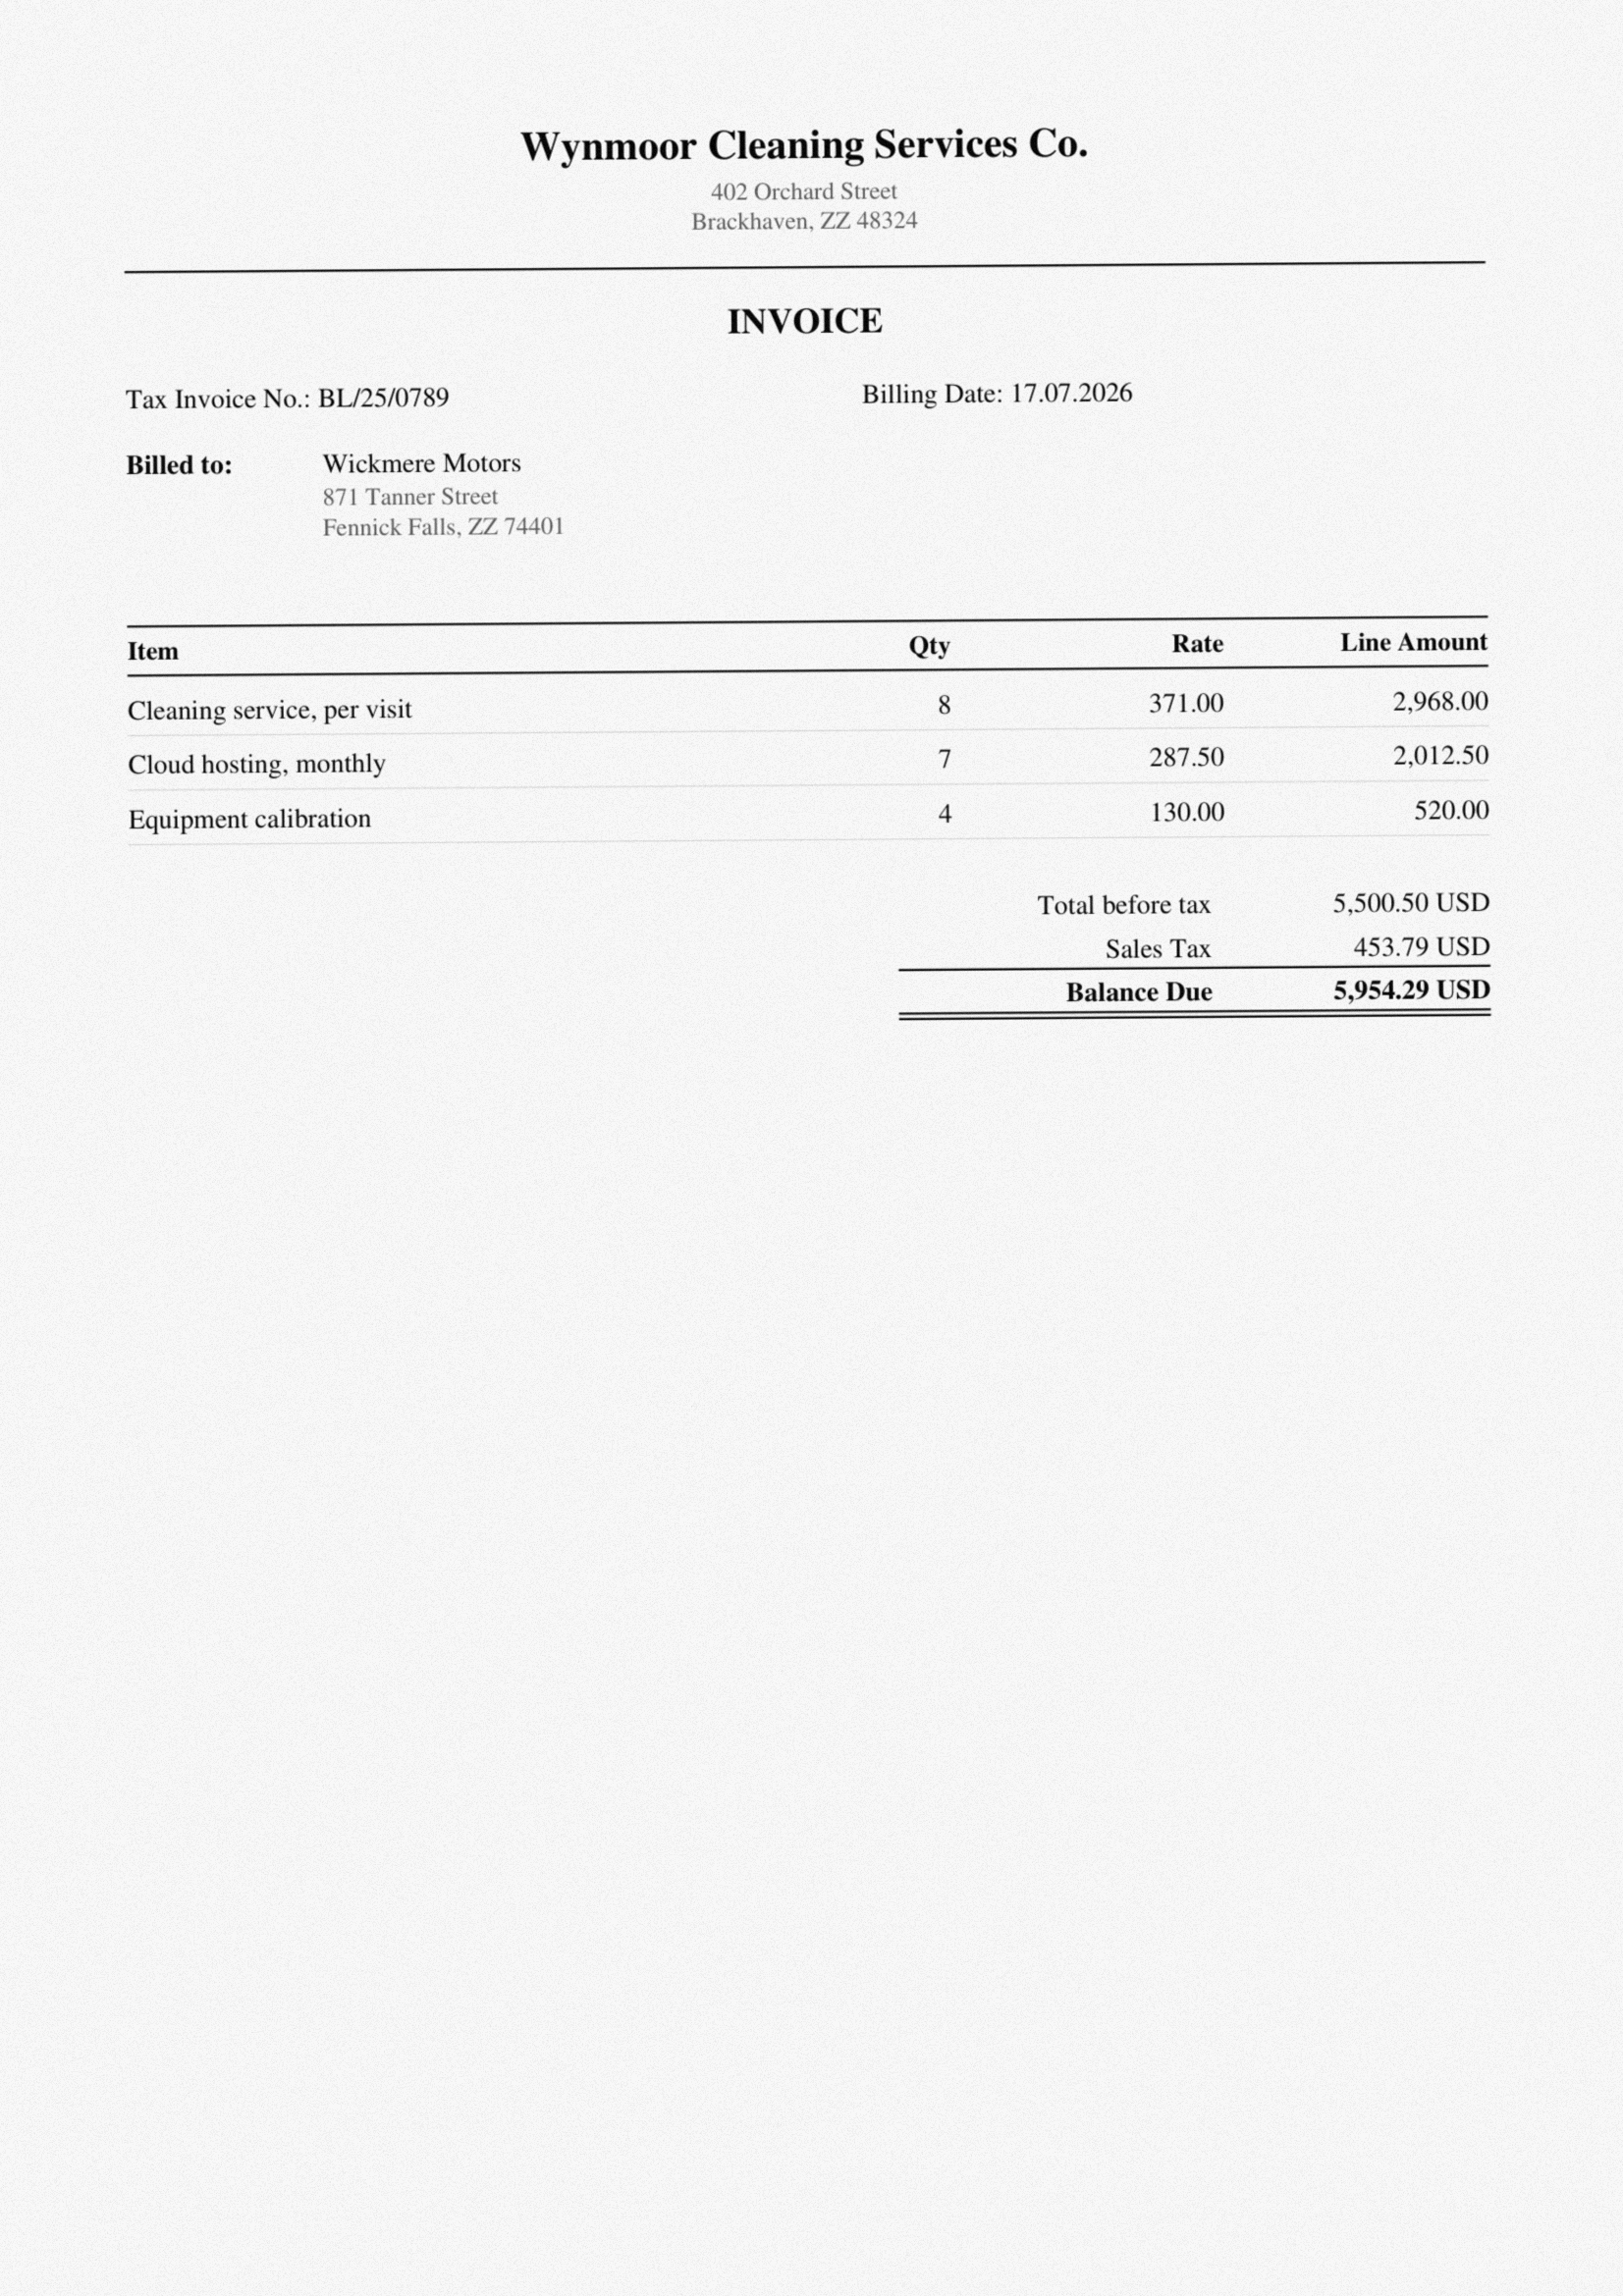 Wynmoor Cleaning Services Co.
402 Orchard Street
Brackhaven, ZZ 48324
INVOICE
Tax Invoice No.: BL/25/0789 Billing Date: 17.07.2026
Billed to: Wickmere Motors
871 Tanner Street
Fennick Falls, ZZ 74401
Item Qty Rate Line Amount
Cleaning service, per visit 8 371.00 2,968.00
Cloud hosting, monthly 7 287.50 2,012.50
Equipment calibration 4 130.00 520.00
Total before tax 5,500.50 USD
Sales Tax 453.79 USD
Balance Due 5,954.29 USD